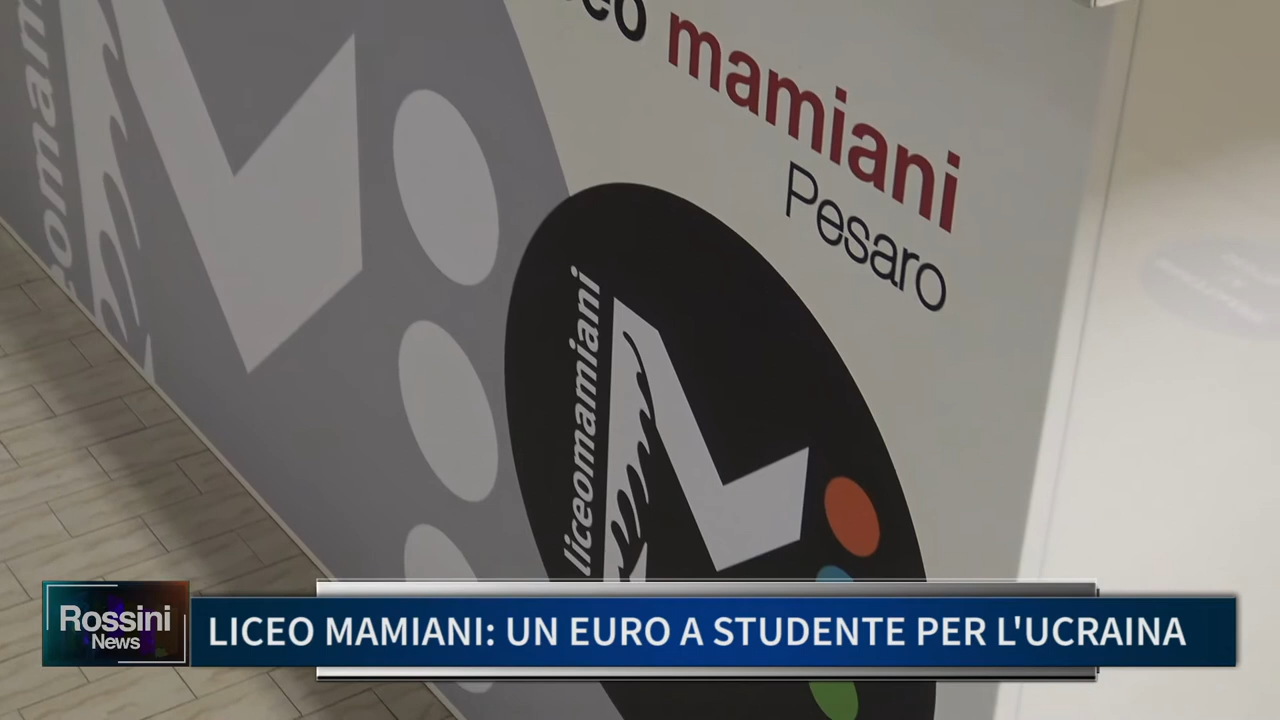 mamiani
Pesaro
liceomamiani
Rossini
News
LICEO MAMIANI: UN EURO A STUDENTE PER L'UCRAINA